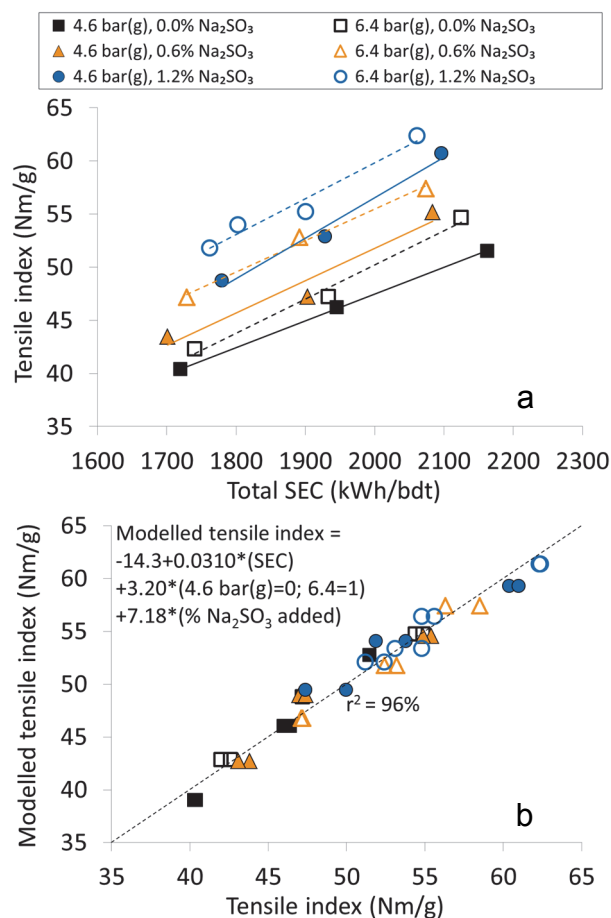 4.6 bar(g), 0.0% Na₂SO₃ 6.4 bar(g), 0.0% Na₂SO₃
4.6 bar(g), 0.6% Na₂SO₃ 6.4 bar(g), 0.6% Na₂SO₃
4.6 bar(g), 1.2% Na₂SO₃ 6.4 bar(g), 1.2% Na₂SO₃
Tensile index (Nm/g)
65
60
55
50
45
40
35
a
1600 1700 1800 1900 2000 2100 2200 2300
Total SEC (kWh/bdt)
Modelled tensile index (Nm/g)
65
60
55
50
45
40
35
Modelled tensile index =
-14.3+0.0310*(SEC)
+3.20*(4.6 bar(g)=0; 6.4=1)
+7.18*(% Na₂SO₃ added)
r² = 96%
b
35 40 45 50 55 60 65
Tensile index (Nm/g)